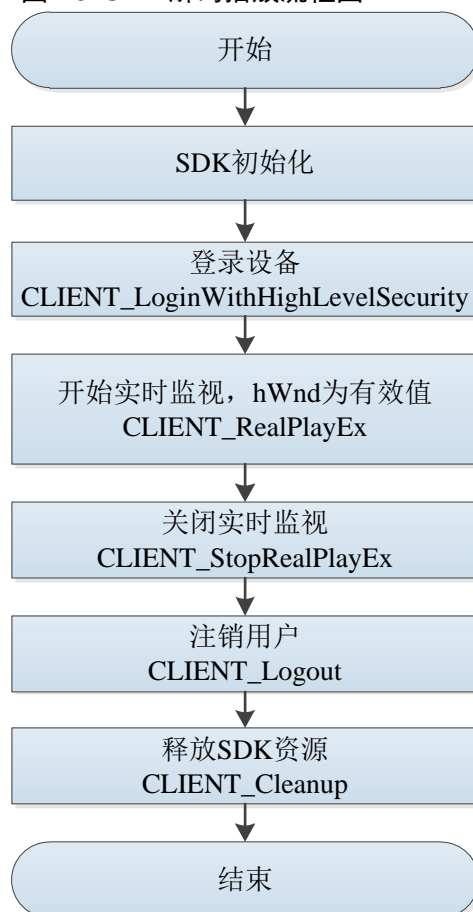 开始
SDK初始化
登录设备
CLIENT_LoginWithHighLevelSecurity
开始实时监视，hWnd为有效值
CLIENT_RealPlayEx
关闭实时监视
CLIENT_StopRealPlayEx
注销用户
CLIENT_Logout
释放SDK资源
CLIENT_Cleanup
结束